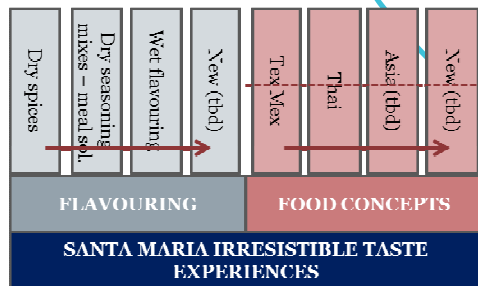 Dry spices
Dry seasoning
mixes – meal sol.
Wet flavouring
New (tbd)
Tex Mex
Thai
Asia (tbd)
New (tbd)
FLAVOURING
FOOD CONCEPTS
SANTA MARIA IRRESISTIBLE TASTE
EXPERIENCES